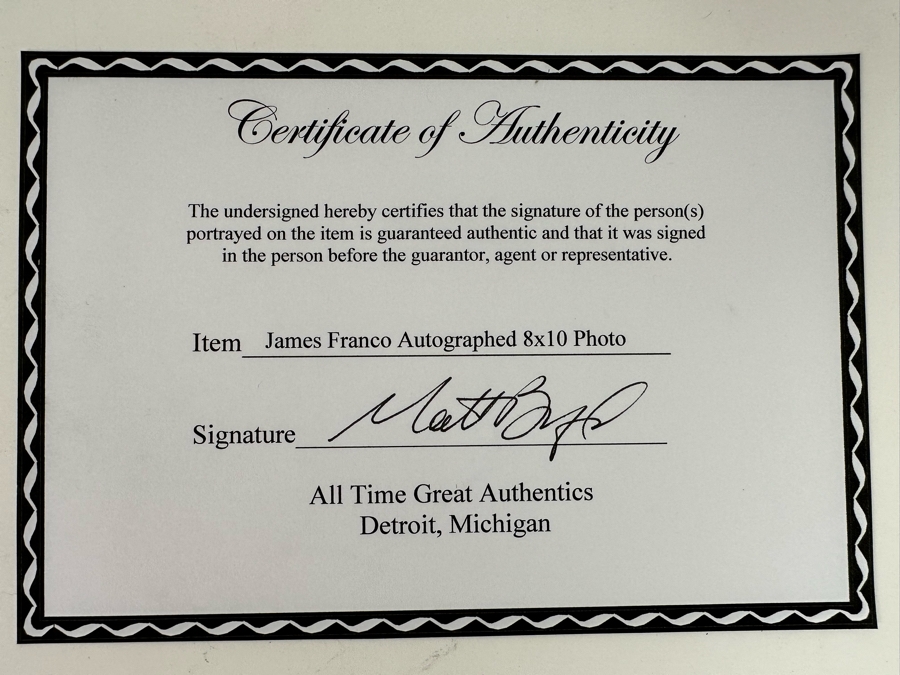 Certificate of Authenticity
The undersigned hereby certifies that the signature of the person(s)
portrayed on the item is guaranteed authentic and that it was signed
in the person before the guarantor, agent or representative.
Item James Franco Autographed 8x10 Photo
Signature Matt
All Time Great Authentics
Detroit, Michigan